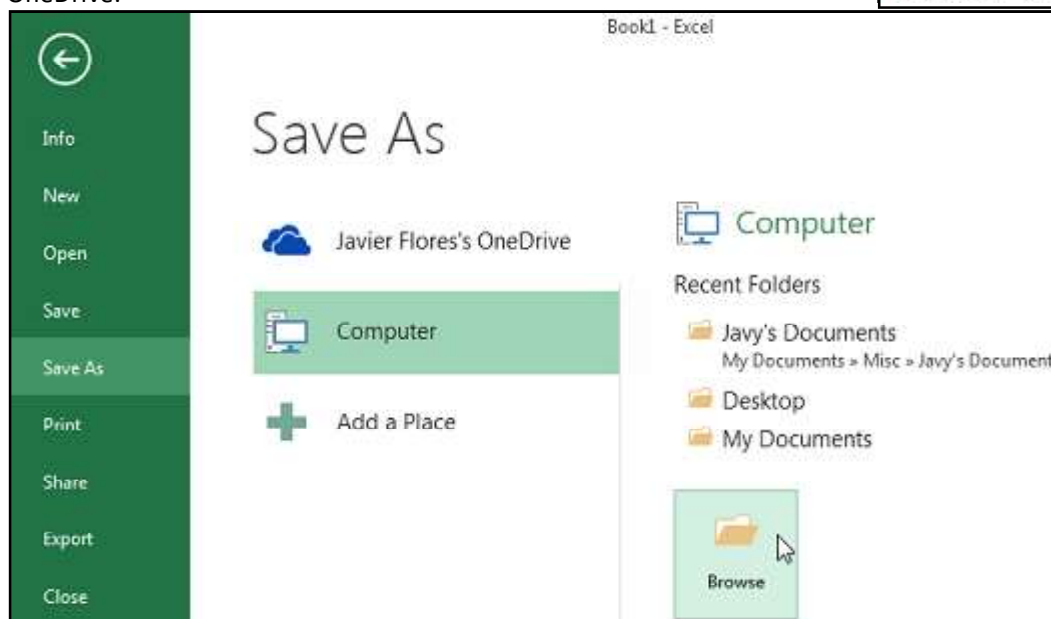 OneDrive.
Book1 - Excel
Save As
Info
New
Open
Save
Save As
Print
Share
Export
Close
Javier Flores's OneDrive
Computer
Add a Place
Computer
Recent Folders
Javy's Documents
My Documents » Misc » Javy's Document
Desktop
My Documents
Browse